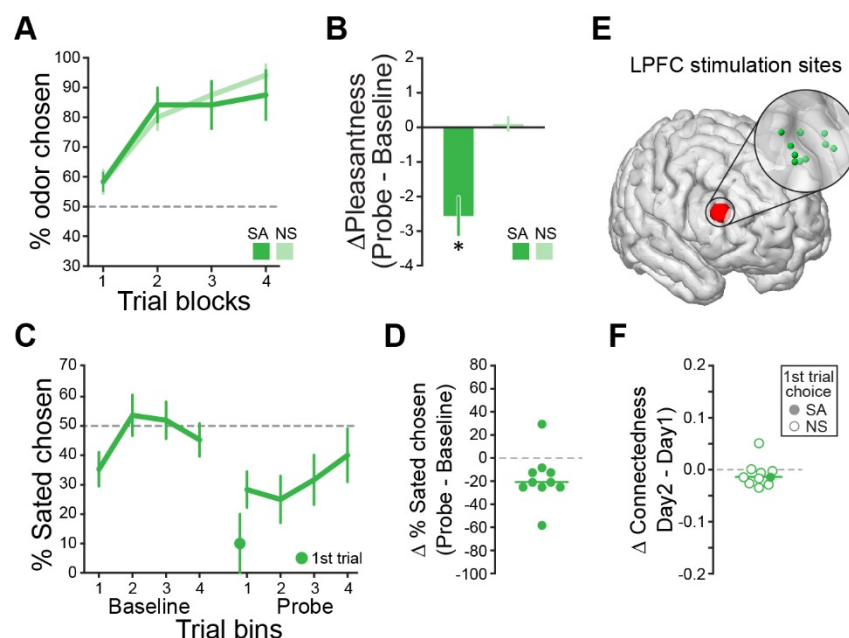 A
% odor chosen
100
90
80
70
60
50
40
30
1 2 3 4
Trial blocks
SA NS
B
ΔPleasantness
(Probe - Baseline)
2
1
0
-1
-2
-3
-4
*
SA NS
E
LPFC stimulation sites
C
% Sated chosen
70
60
50
40
30
20
10
0
1 2 3 4 1 2 3 4
Baseline Probe
Trial bins
1st trial
D
Δ % Sated chosen
(Probe - Baseline)
80
60
40
20
0
-20
-40
-60
-80
-100
F
Δ Connectedness
Day2 - Day1)
0.2
0.1
-0.0
-0.1
-0.2
1st trial
choice
SA
NS